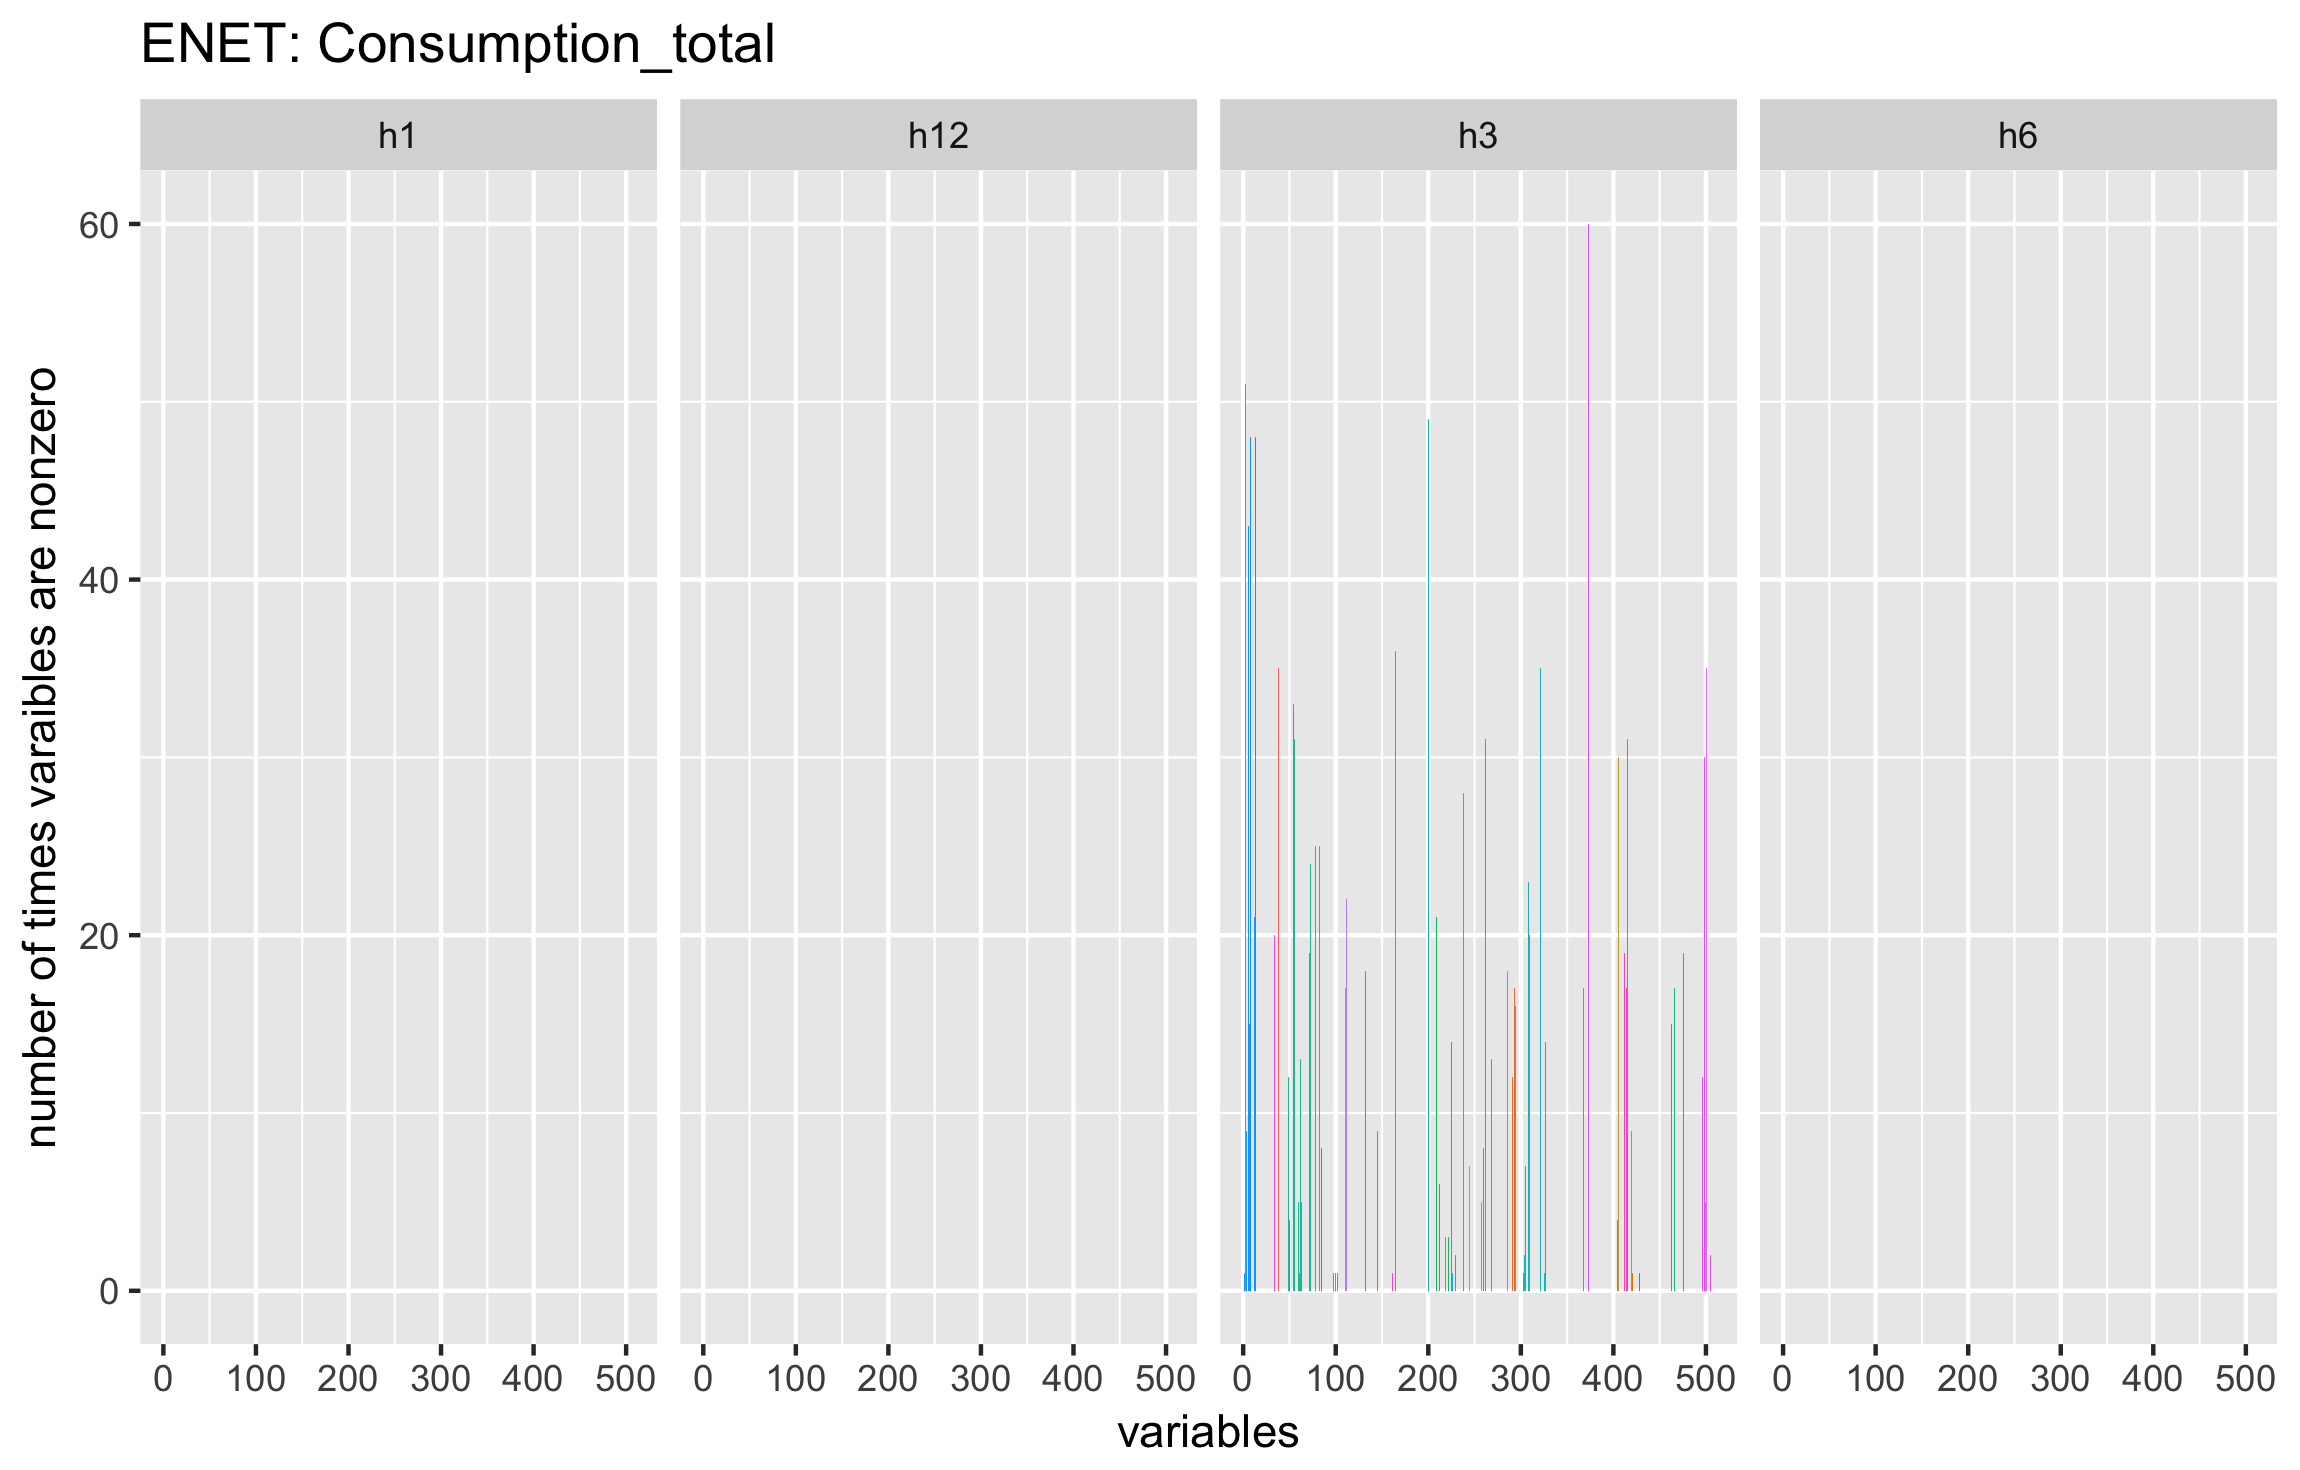 ENET: Consumption_total
h1 h12 h3 h6
number of times varaibles are nonzero
60
40
20
0
0 100 200 300 400 500 0 100 200 300 400 500 0 100 200 300 400 500 0 100 200 300 400 500
variables